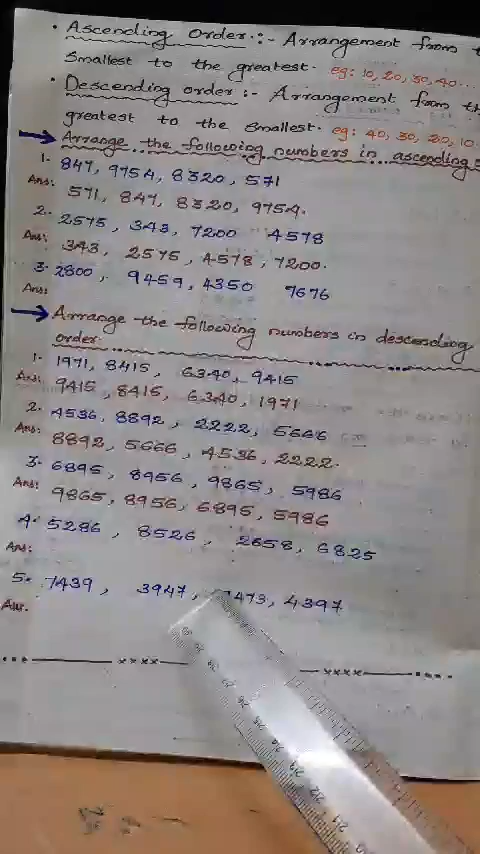 • Ascending order :- Arrangement from
Smallest to the greatest. eg: 10, 20, 30, 40...
• Descending order :- Arrangement from
greatest to the smallest. eg: 40, 30, 20, 10
Arrange the following numbers in ascending
1. 847, 9754, 8320, 571
Ans: 571, 847, 8320, 9754.
2. 2575, 343, 7200 4578
Ans: 343, 2575, 4578, 7200.
3. 2800, 9459, 4350 7676
Ans:
Arrange the following numbers in descending
order
1. 1971, 8415, 6340, 9415
Ans: 9415, 8415, 6340, 1971
2. 4536, 8892, 2222, 5666
Ans: 8892, 5666, 4536, 2222.
3. 6895, 8956, 9865, 5986
Ans: 9865, 8956, 6895, 5986
4. 5286, 8526, 2658, 6825
Ans:
5. 7439, 3947, 4397
Ans.